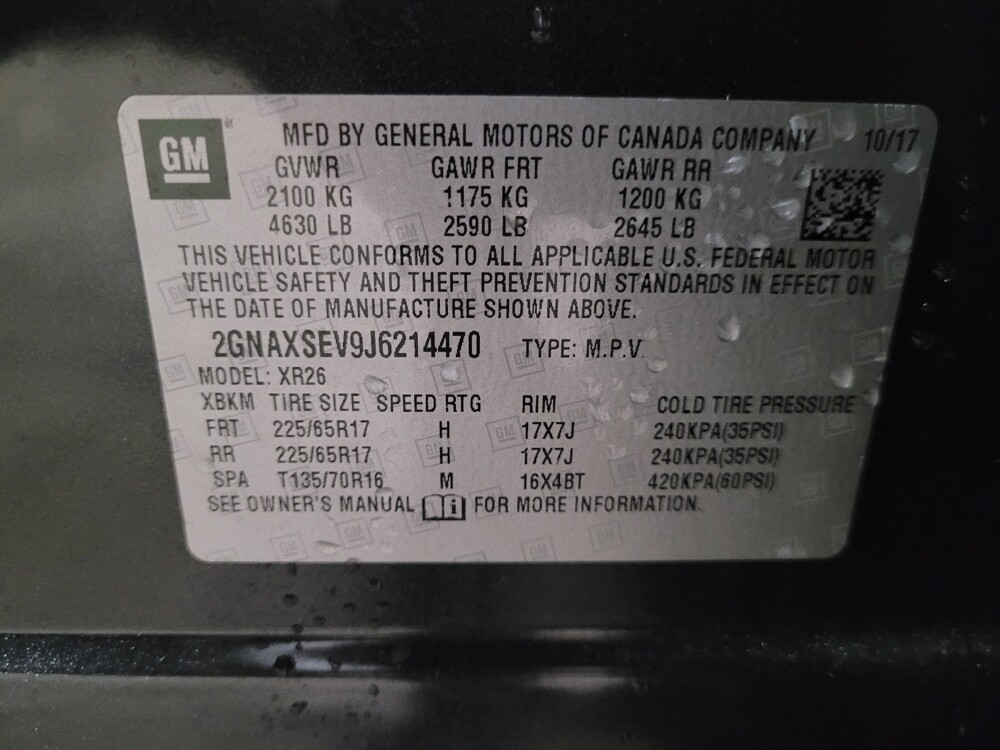 GM
MFD BY GENERAL MOTORS OF CANADA COMPANY 10/17
GVWR GAWR FRT GAWR RR
2100 KG 1175 KG 1200 KG
4630 LB 2590 LB 2645 LB
THIS VEHICLE CONFORMS TO ALL APPLICABLE U.S. FEDERAL MOTOR
VEHICLE SAFETY AND THEFT PREVENTION STANDARDS IN EFFECT ON
THE DATE OF MANUFACTURE SHOWN ABOVE.
2GNAXSEV9J6214470 TYPE: M.P.V.
MODEL: XR26
XBKM TIRE SIZE SPEED RTG RIM COLD TIRE PRESSURE
FRT 225/65R17 H 17X7J 240KPA(35PSI)
RR 225/65R17 H 17X7J 240KPA(35PSI)
SPA T135/70R16 M 16X4BT 420KPA(60PSI)
SEE OWNER'S MANUAL i FOR MORE INFORMATION.